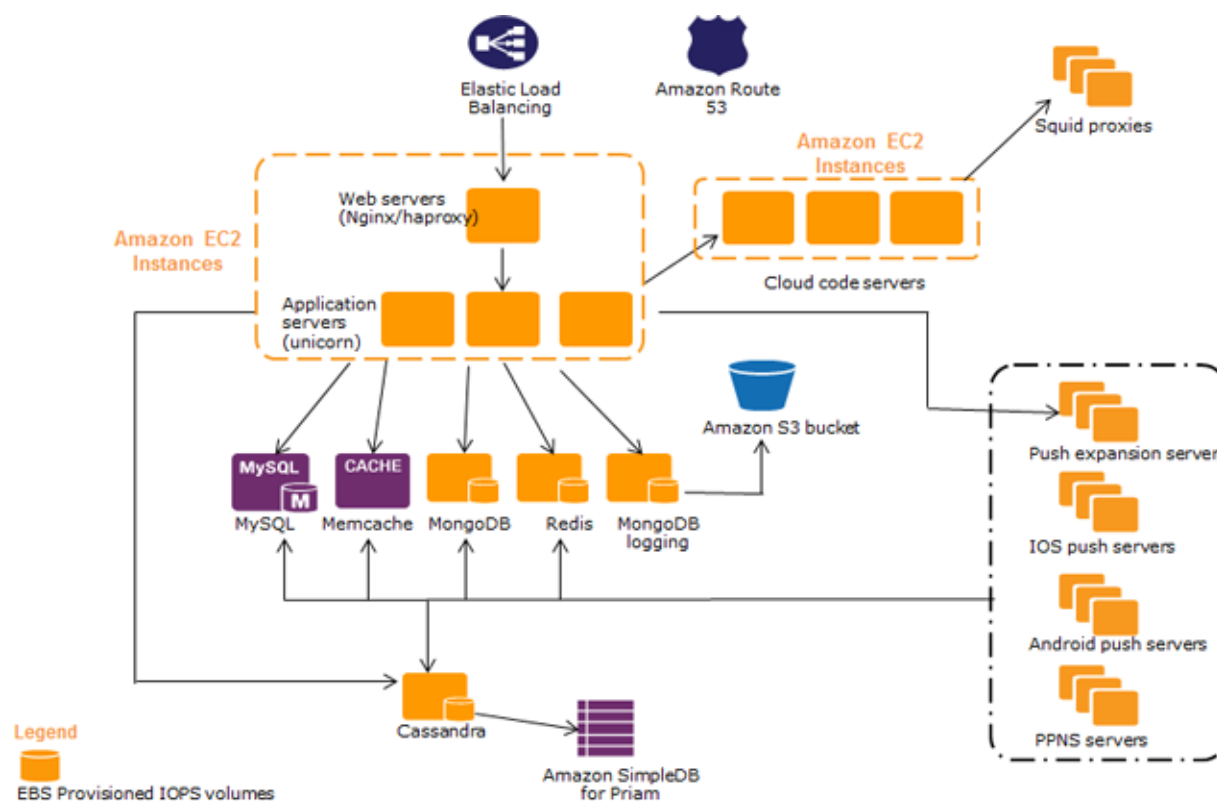 Elastic Load
Balancing
Amazon Route
53
Squid proxies
Amazon EC2
Instances
Web servers
(Nginx/haproxy)
Amazon EC2
Instances
Cloud code servers
Application
servers
(unicorn)
Amazon S3 bucket
Push expansion server
MySQL
M
MySQL
CACHE
Memcache
MongoDB
Redis
MongoDB
logging
IOS push servers
Android push servers
PPNS servers
Cassandra
Amazon SimpleDB
for Priam
Legend
EBS Provisioned IOPS volumes